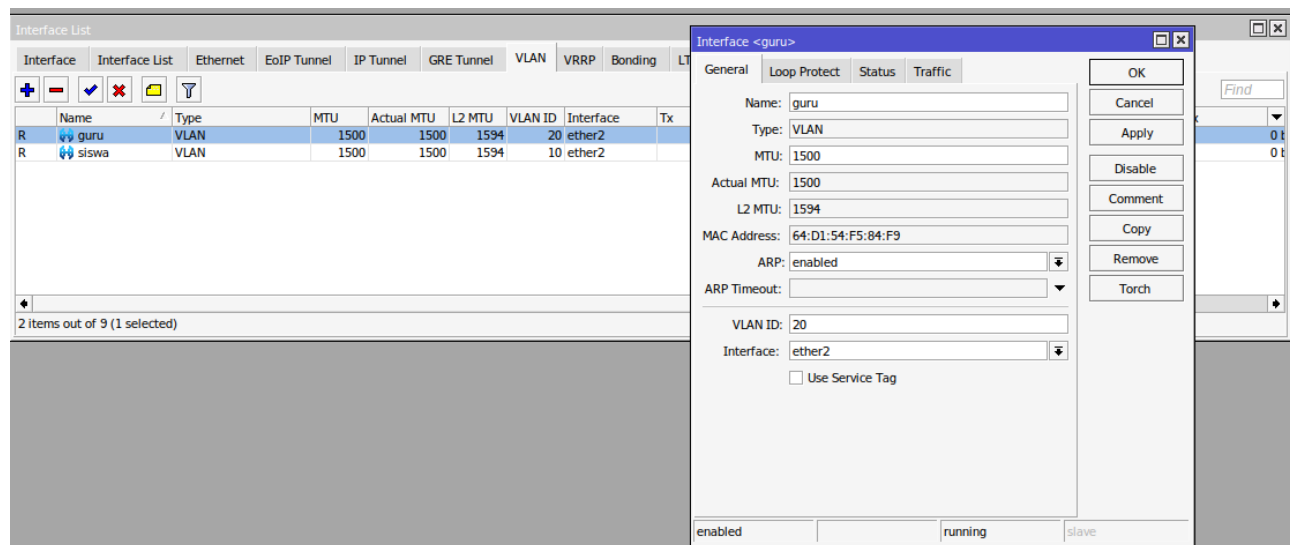 Interface List
Interface Interface List Ethernet EoIP Tunnel IP Tunnel GRE Tunnel VLAN VRRP Bonding LT
Find
Name / Type MTU Actual MTU L2 MTU VLAN ID Interface Tx
R guru VLAN 1500 1500 1594 20 ether2 0 b
R siswa VLAN 1500 1500 1594 10 ether2 0 b
2 items out of 9 (1 selected)
Interface <guru>
General Loop Protect Status Traffic
Name: guru
Type: VLAN
MTU: 1500
Actual MTU: 1500
L2 MTU: 1594
MAC Address: 64:D1:54:F5:84:F9
ARP: enabled
ARP Timeout:
VLAN ID: 20
Interface: ether2
Use Service Tag
OK
Cancel
Apply
Disable
Comment
Copy
Remove
Torch
enabled running slave